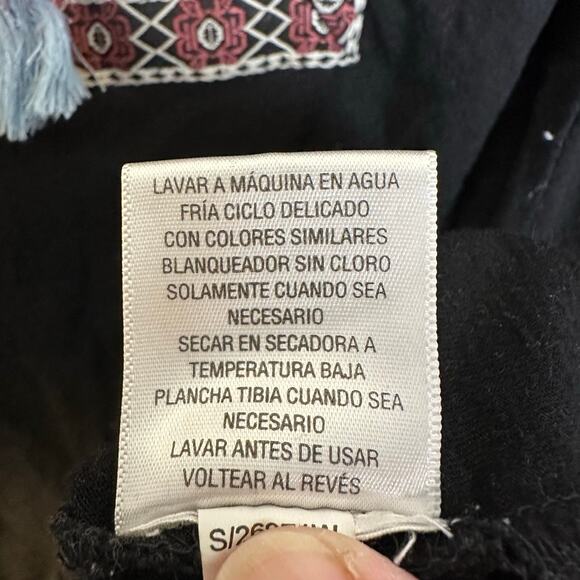 LAVAR A MÁQUINA EN AGUA
FRÍA CICLO DELICADO
CON COLORES SIMILARES
BLANQUEADOR SIN CLORO
SOLAMENTE CUANDO SEA
NECESARIO
SECAR EN SECADORA A
TEMPERATURA BAJA
PLANCHA TIBIA CUANDO SEA
NECESARIO
LAVAR ANTES DE USAR
VOLTEAR AL REVÉS